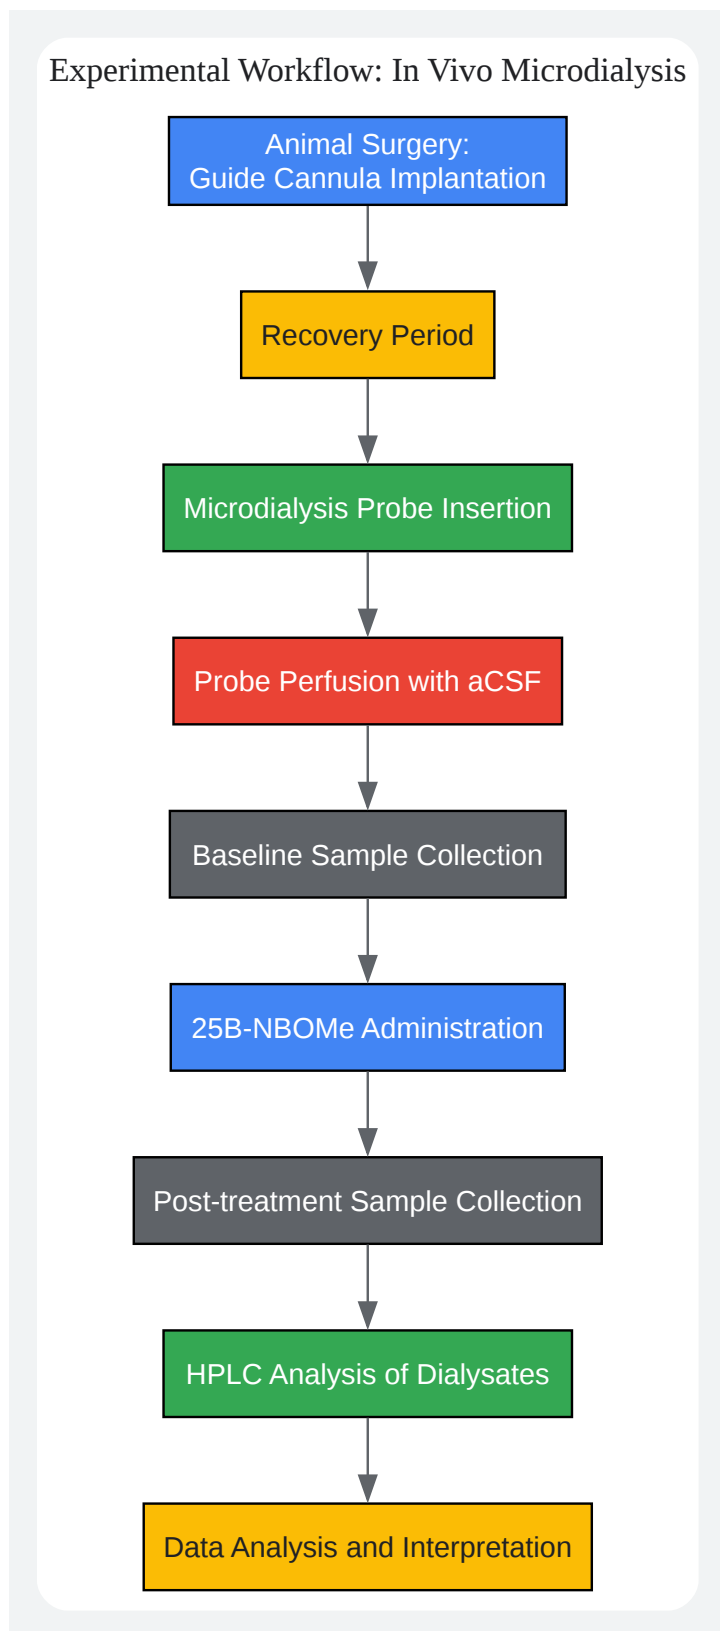 Experimental Workflow: In Vivo Microdialysis
Animal Surgery:
Guide Cannula Implantation
Recovery Period
Microdialysis Probe Insertion
Probe Perfusion with aCSF
Baseline Sample Collection
25B-NBOMe Administration
Post-treatment Sample Collection
HPLC Analysis of Dialysates
Data Analysis and Interpretation